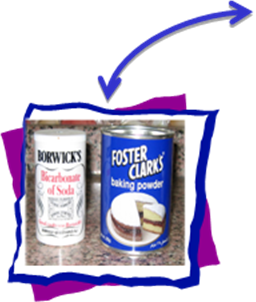 BORWICK'S
Bicarbonate
of Soda
FOSTER
CLARK'S
baking powder